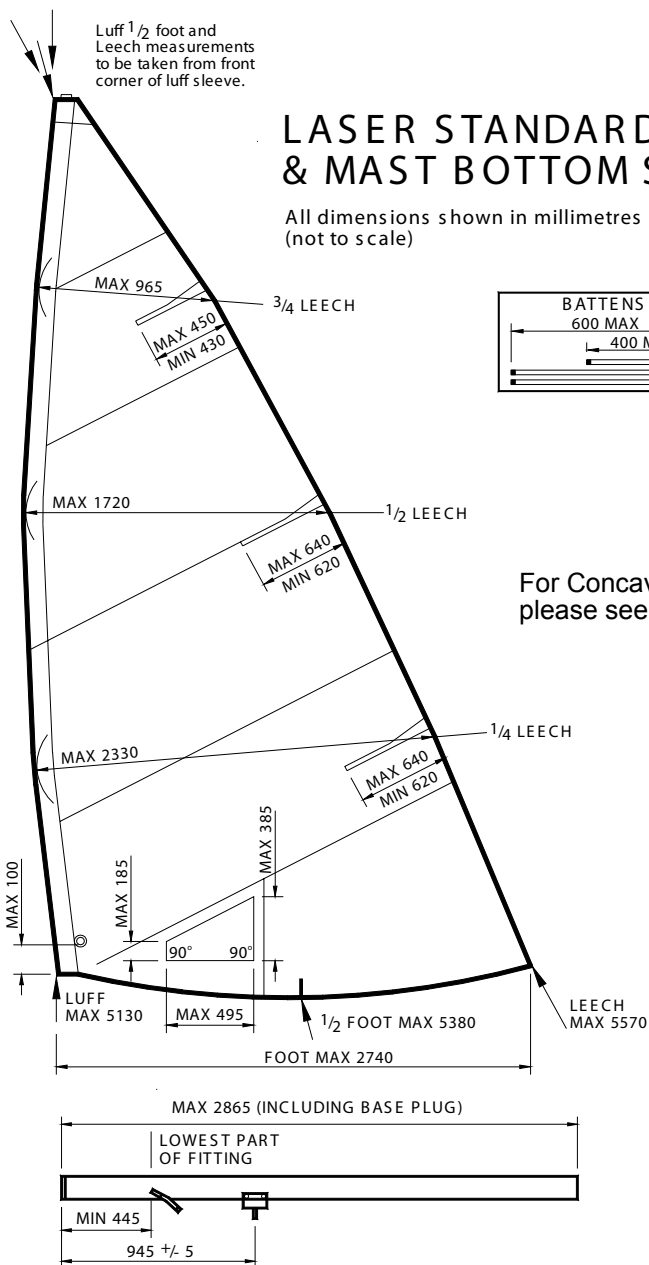 Luff 1/2 foot and
Leech measurements
to be taken from front
corner of luff sleeve.
LASER STANDARD
& MAST BOTTOM S
All dimensions shown in millimetres
(not to scale)
BATTENS
600 MAX
400 M
MAX 965
3/4 LEECH
MAX 450
MIN 430
MAX 1720
1/2 LEECH
MAX 640
MIN 620
For Concav
please see
MAX 2330
1/4 LEECH
MAX 640
MIN 620
MAX 385
MAX 185
MAX 100
90° 90°
LUFF
MAX 5130
MAX 495
1/2 FOOT MAX 5380
LEECH
MAX 5570
FOOT MAX 2740
MAX 2865 (INCLUDING BASE PLUG)
LOWEST PART
OF FITTING
MIN 445
945 +/- 5